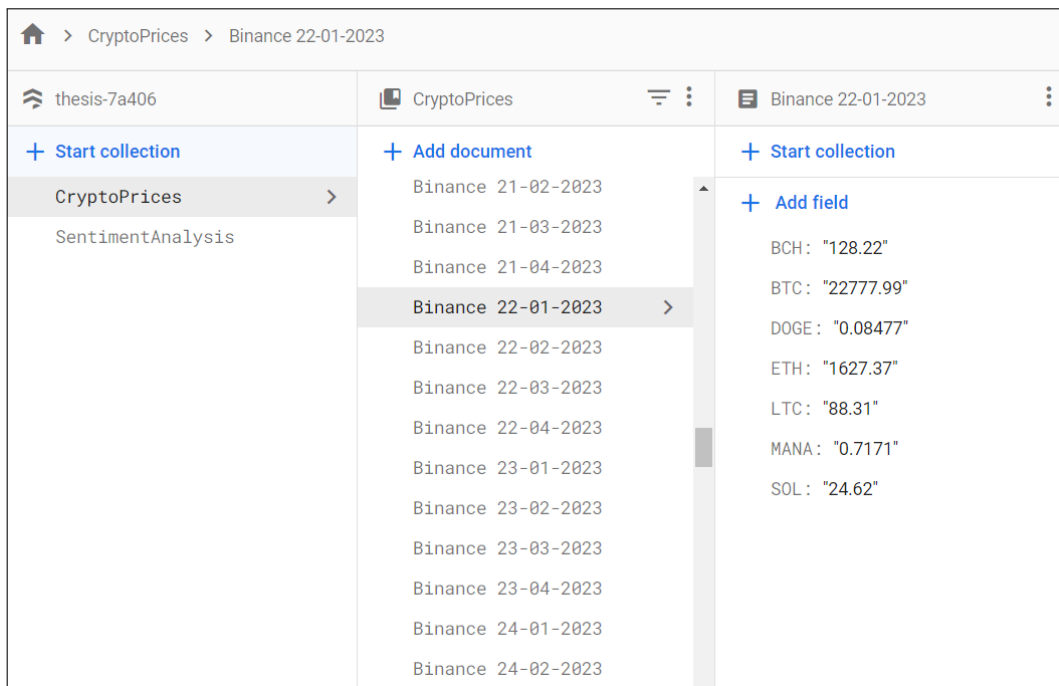 CryptoPrices > Binance 22-01-2023
thesis-7a406
+ Start collection
CryptoPrices
SentimentAnalysis
CryptoPrices
+ Add document
Binance 21-02-2023
Binance 21-03-2023
Binance 21-04-2023
Binance 22-01-2023
Binance 22-02-2023
Binance 22-03-2023
Binance 22-04-2023
Binance 23-01-2023
Binance 23-02-2023
Binance 23-03-2023
Binance 23-04-2023
Binance 24-01-2023
Binance 24-02-2023
Binance 22-01-2023
+ Start collection
+ Add field
BCH: "128.22"
BTC: "22777.99"
DOGE: "0.08477"
ETH: "1627.37"
LTC: "88.31"
MANA: "0.7171"
SOL: "24.62"